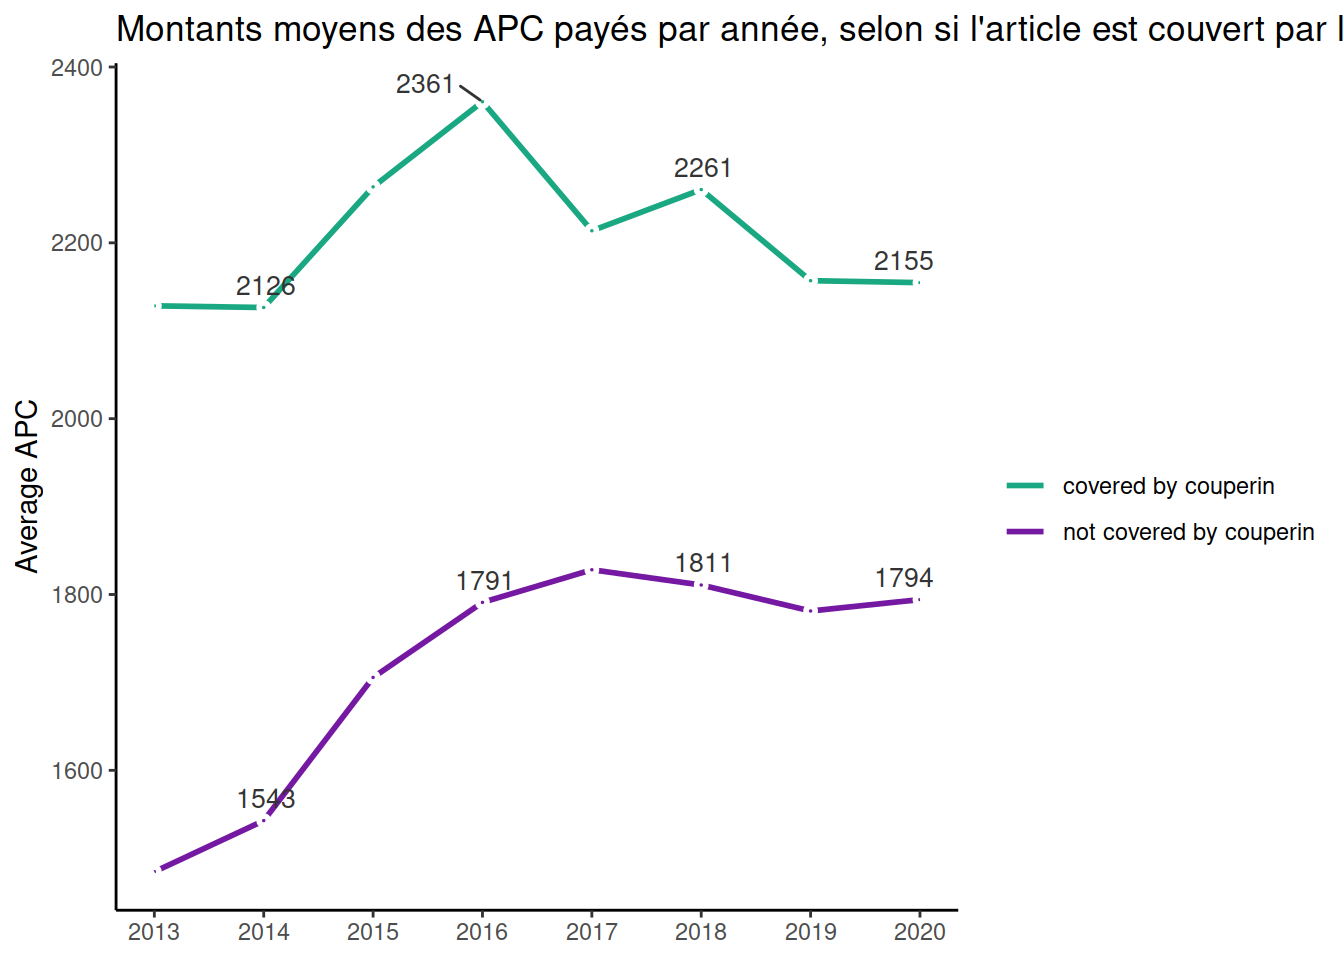 Montants moyens des APC payés par année, selon si l'article est couvert par l
2400
2200
2000
1800
1600
Average APC
2361
2261
2126
2155
1791
1811
1794
1543
covered by couperin
not covered by couperin
2013 2014 2015 2016 2017 2018 2019 2020